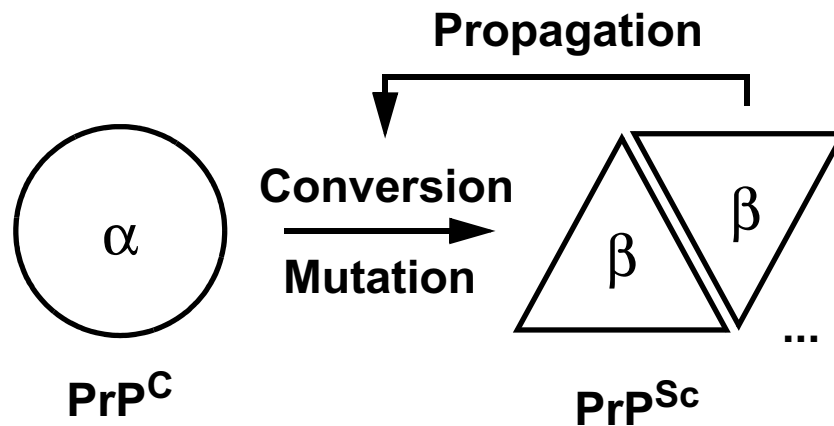 Propagation
Conversion
α
β
β
Mutation
...
PrP^C
PrP^Sc